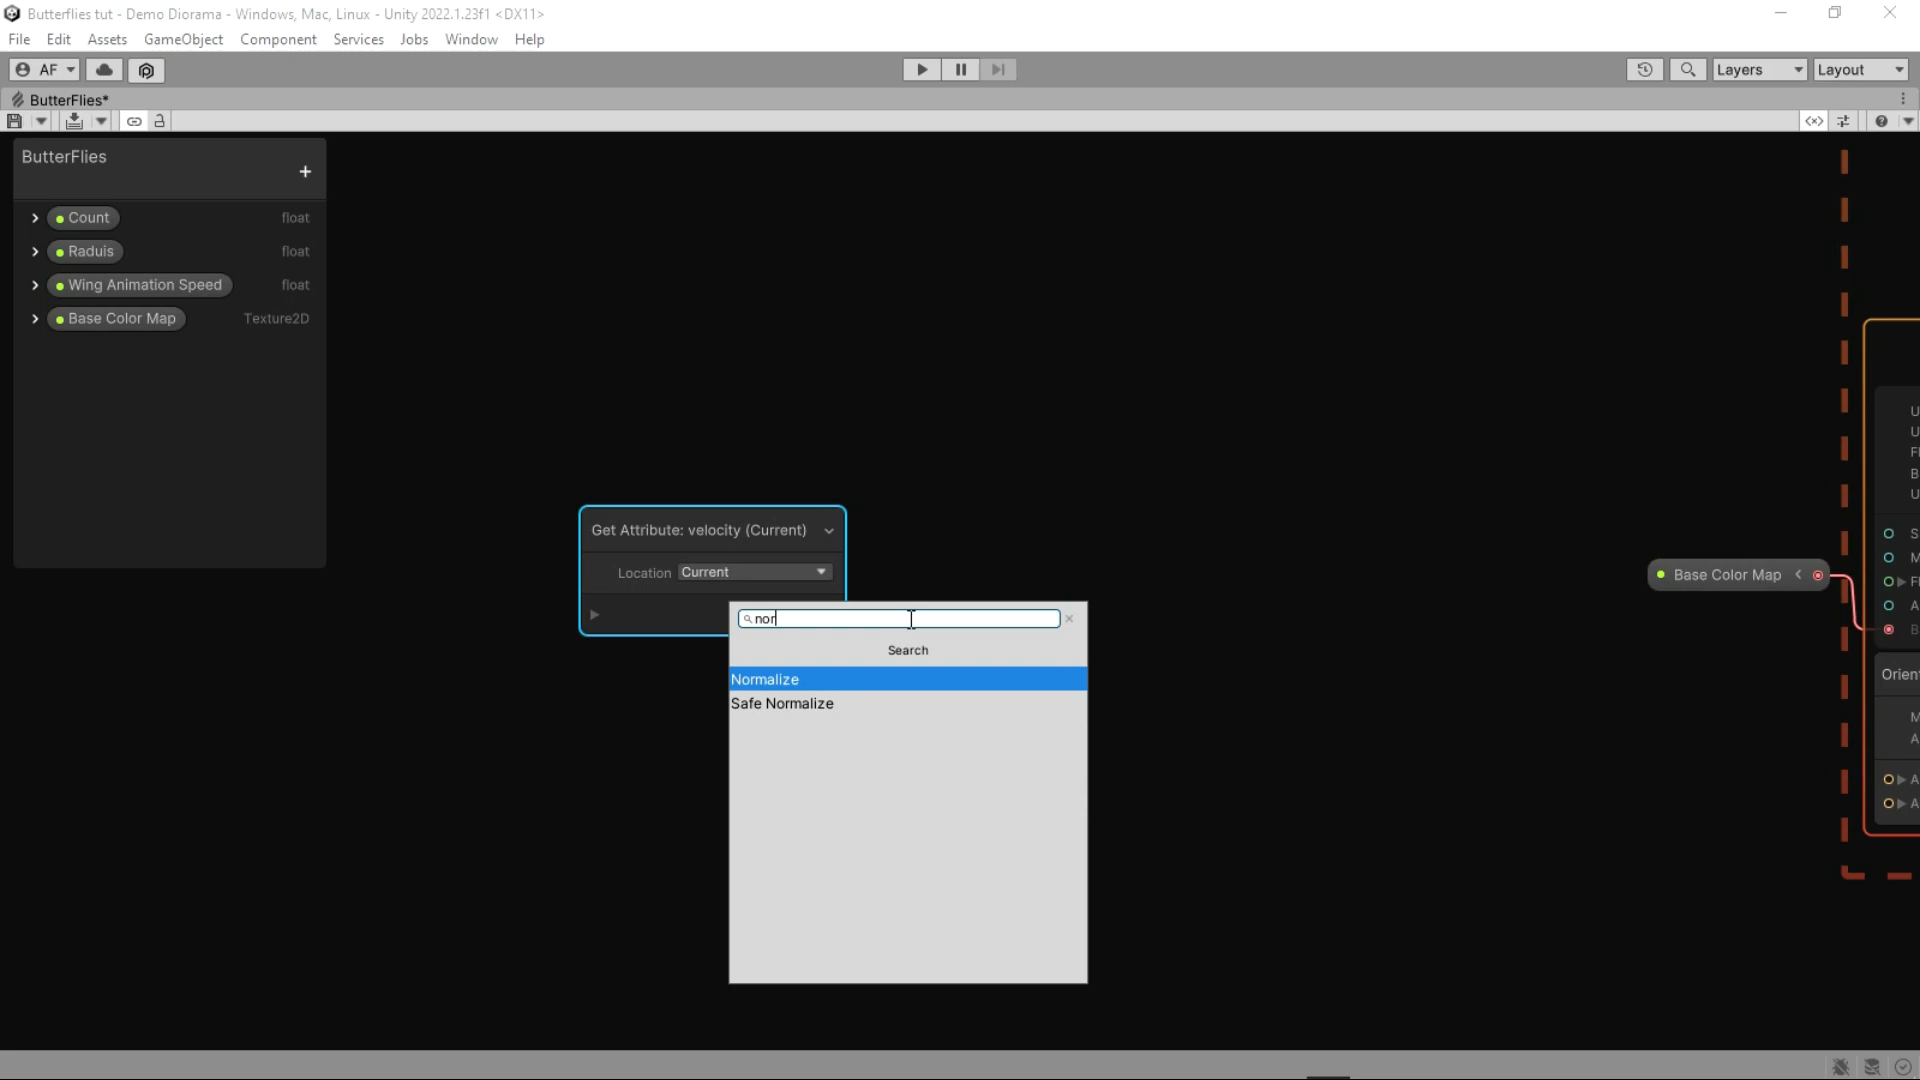 Butterflies tut - Demo Diorama - Windows, Mac, Linux - Unity 2022.1.23f1 <DX11>
File Edit Assets GameObject Component Services Jobs Window Help
AF Layers Layout
ButterFlies*
ButterFlies
+
Count float
Raduis float
Wing Animation Speed float
Base Color Map Texture2D
Get Attribute: velocity (Current)
Location Current
nor
Search
Normalize
Safe Normalize
Base Color Map
U
U
Fl
B
U
S
M
Fl
A
B
Orien
M
A
A
A